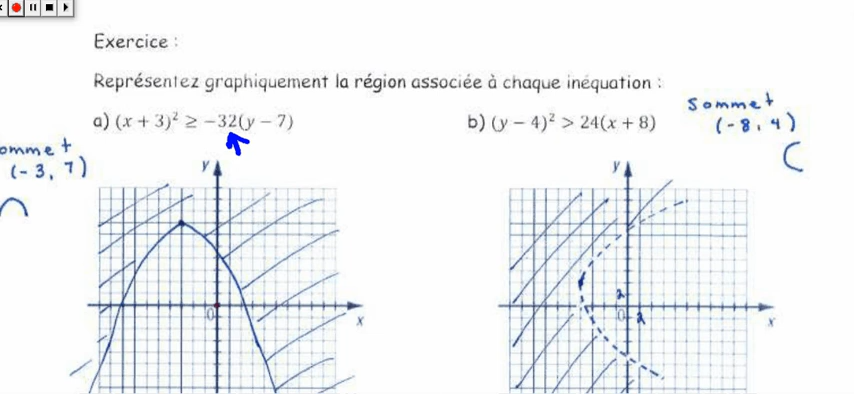 Exercice :
Représentez graphiquement la région associée à chaque inéquation :
a) (x + 3)² ≥ −32(y − 7)
b) (y − 4)² > 24(x + 8)
Sommet
(-8, 4)
ommet
(-3, 7)
y
y
0
x
2
0
2
x